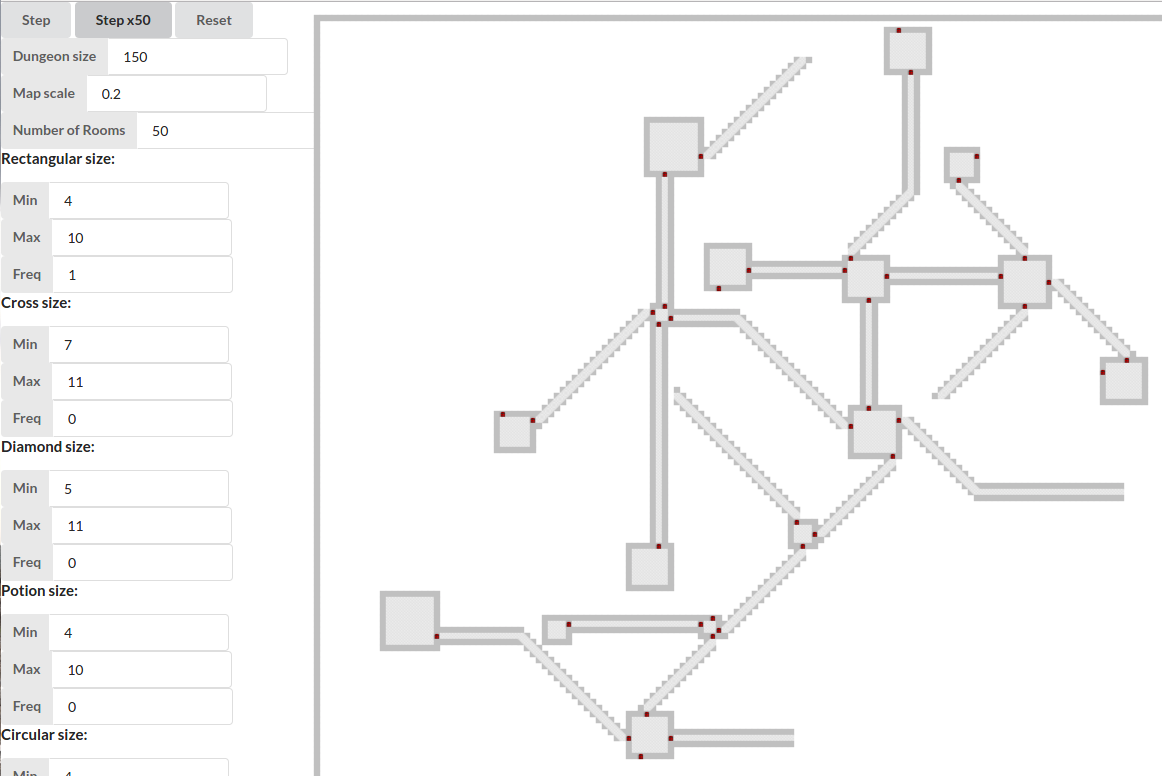 Step Step x50 Reset
Dungeon size 150
Map scale 0.2
Number of Rooms 50
Rectangular size:
Min 4
Max 10
Freq 1
Cross size:
Min 7
Max 11
Freq 0
Diamond size:
Min 5
Max 11
Freq 0
Potion size:
Min 4
Max 10
Freq 0
Circular size:
Min 4